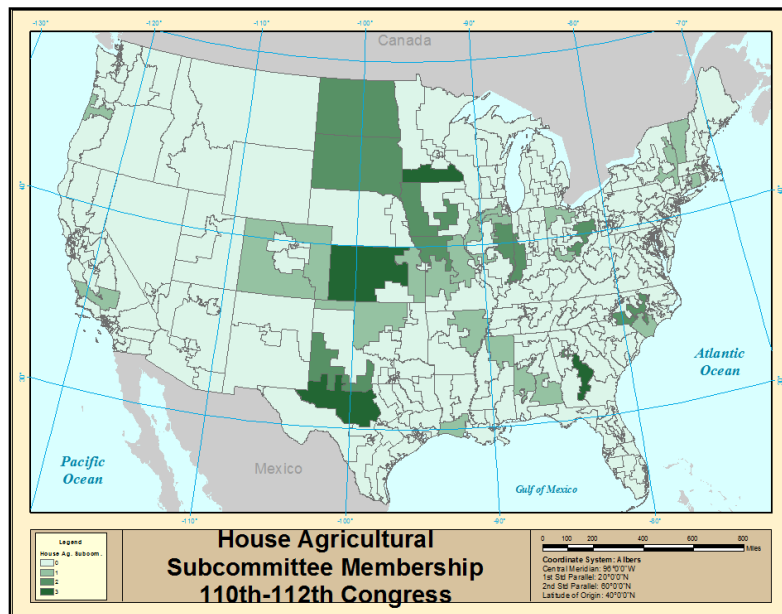 -130°
-120°
-110°
-100°
-90°
-80°
-70°
Canada
40°
40°
30°
30°
Atlantic
Ocean
Pacific
Ocean
Mexico
Gulf of Mexico
-110°
-100°
-90°
-80°
Legend
House Ag. Subcom.
0
1
2
3
House Agricultural
Subcommittee Membership
110th-112th Congress
0 100 200 400 600 800
Miles
Coordinate System: Albers
Central Meridian: 96°0'0"W
1st Std Parallel: 20°0'0"N
2nd Std Parallel: 60°0'0"N
Latitude of Origin: 40°0'0"N